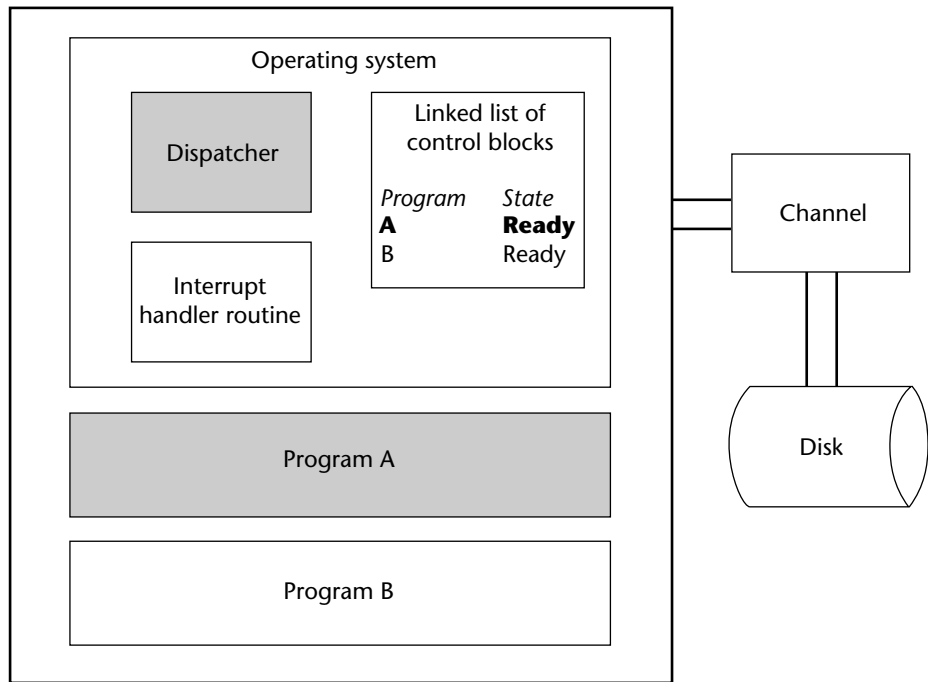 Operating system
Dispatcher
Linked list of
control blocks
Program State
A Ready
B Ready
Interrupt
handler routine
Channel
Program A
Disk
Program B